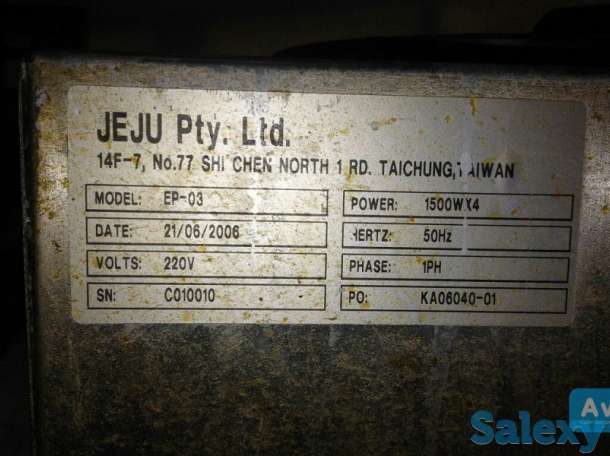 JEJU Pty. Ltd.
14F-7, No.77 SHI CHEN NORTH 1 RD. TAICHUNG,TAIWAN
MODEL: EP-03 POWER: 1500WX4
DATE: 21/06/2006 HERTZ: 50Hz
VOLTS: 220V PHASE: 1PH
SN: C010010 PO: KA06040-01
Av
Salexy